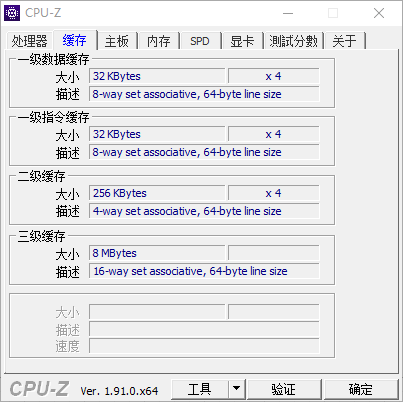 CPU-Z
处理器 缓存 主板 内存 SPD 显卡 測試分數 关于
一级数据缓存
大小 32 KBytes x 4
描述 8-way set associative, 64-byte line size
一级指令缓存
大小 32 KBytes x 4
描述 8-way set associative, 64-byte line size
二级缓存
大小 256 KBytes x 4
描述 4-way set associative, 64-byte line size
三级缓存
大小 8 MBytes
描述 16-way set associative, 64-byte line size
大小
描述
速度
CPU-Z Ver. 1.91.0.x64 工具 验证 确定